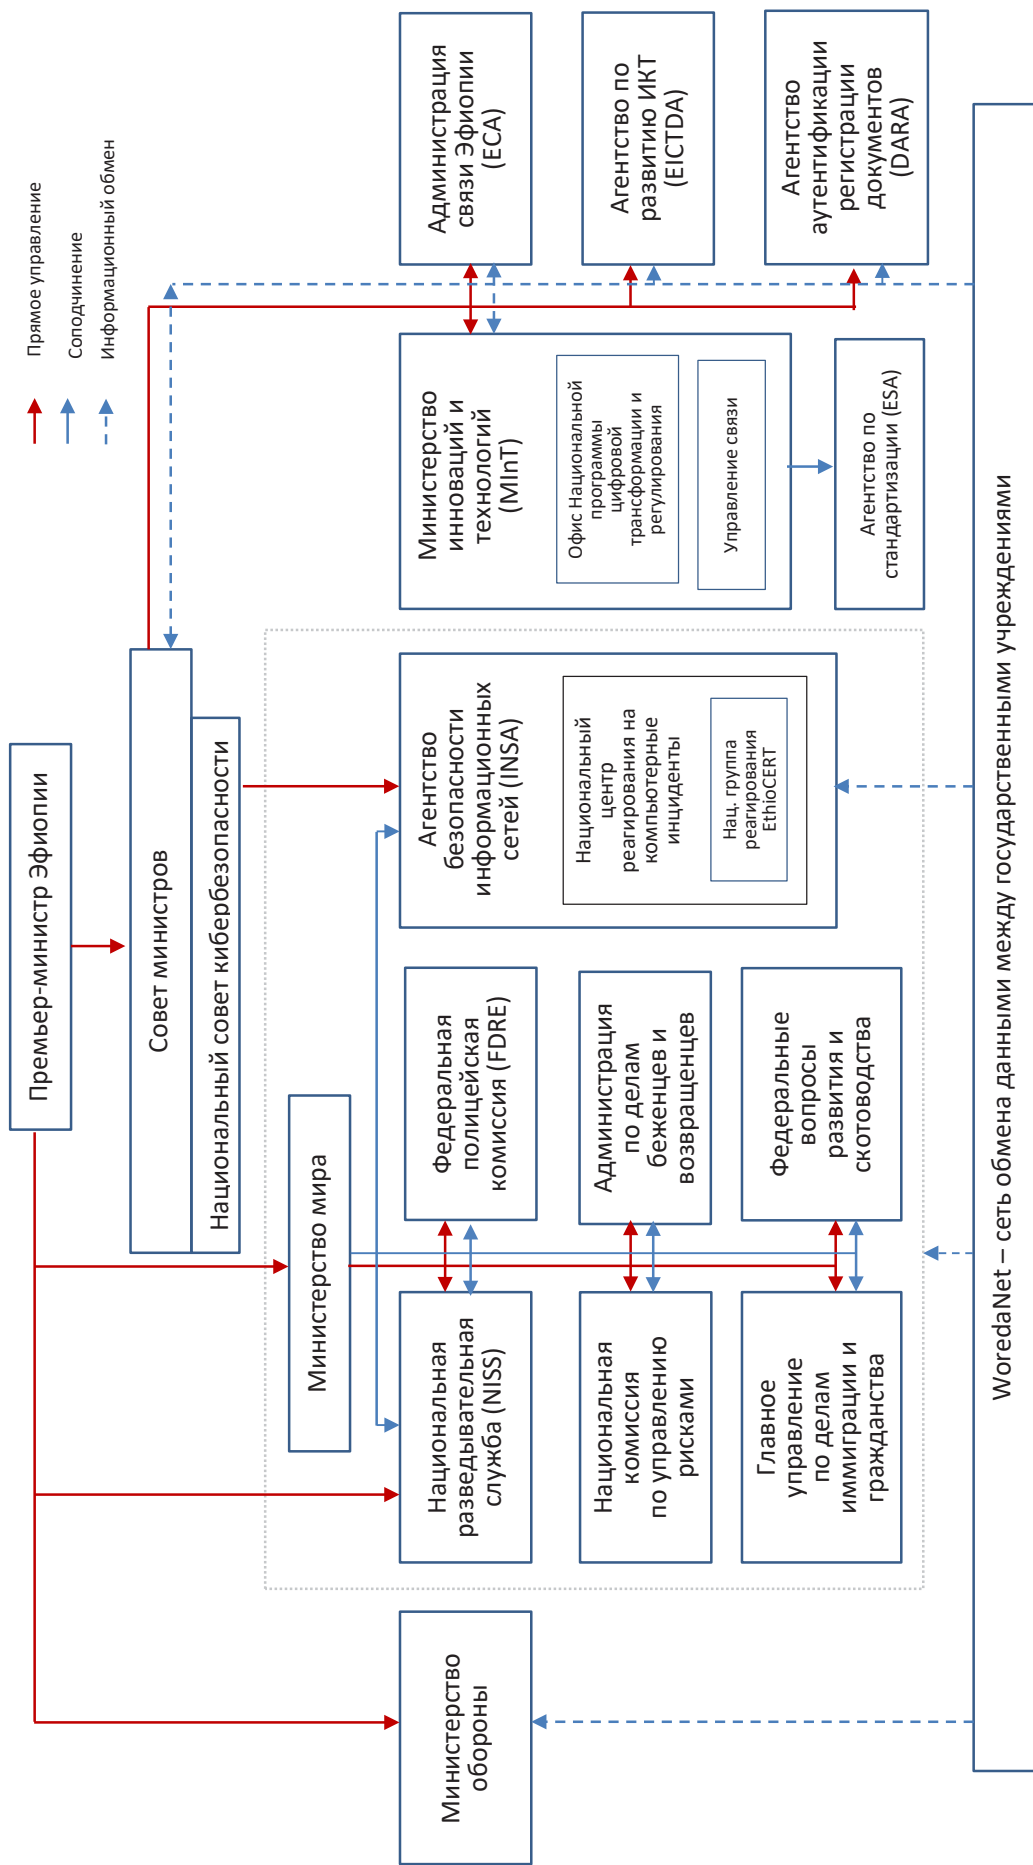 Прямое управление
Соподчинение
Информационный обмен
Премьер-министр Эфиопии
Совет министров
Национальный совет кибербезопасности
Министерство мира
Министерство
обороны
Национальная
разведывательная
служба (NISS)
Федеральная
полицейская
комиссия (FDRE)
Национальная
комиссия
по управлению
рисками
Администрация
по делам
беженцев и
возвращенцев
Главное
управление
по делам
иммиграции и
гражданства
Федеральные
вопросы
развития и
скотоводства
Агентство
безопасности
информационных
сетей (INSA)
Национальный
центр
реагирования на
компьютерные
инциденты
Нац. группа
реагирования
EthioCERT
Министерство
инноваций и
технологий
(MInT)
Офис Национальной
программы
цифровой
трансформации и
регулирования
Управление связи
Агентство по
стандартизации (ESA)
Администрация
связи Эфиопии
(ECA)
Агентство по
развитию ИКТ
(EICTDA)
Агентство
аутентификации
регистрации
документов
(DARA)
WoredaNet – сеть обмена данными между государственными учреждениями